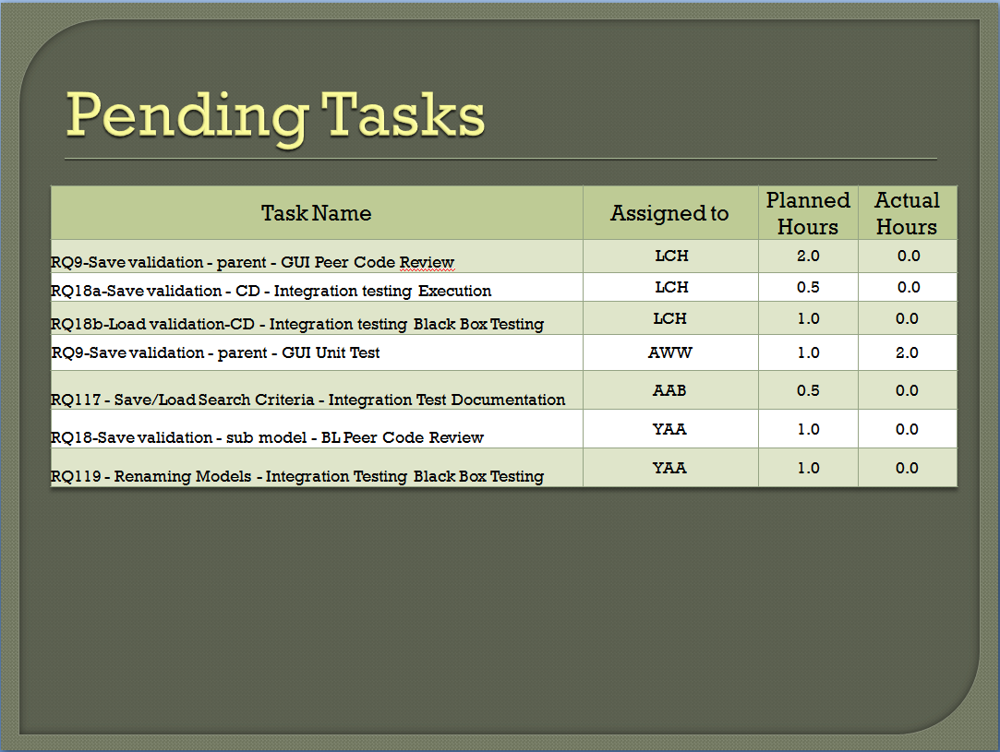 Pending Tasks
Task Name Assigned to Planned Hours Actual Hours
RQ9-Save validation - parent - GUI Peer Code Review LCH 2.0 0.0
RQ18a-Save validation - CD - Integration testing Execution LCH 0.5 0.0
RQ18b-Load validation-CD - Integration testing Black Box Testing LCH 1.0 0.0
RQ9-Save validation - parent - GUI Unit Test AWW 1.0 2.0
RQ117 - Save/Load Search Criteria - Integration Test Documentation AAB 0.5 0.0
RQ18-Save validation - sub model - BL Peer Code Review YAA 1.0 0.0
RQ119 - Renaming Models - Integration Testing Black Box Testing YAA 1.0 0.0